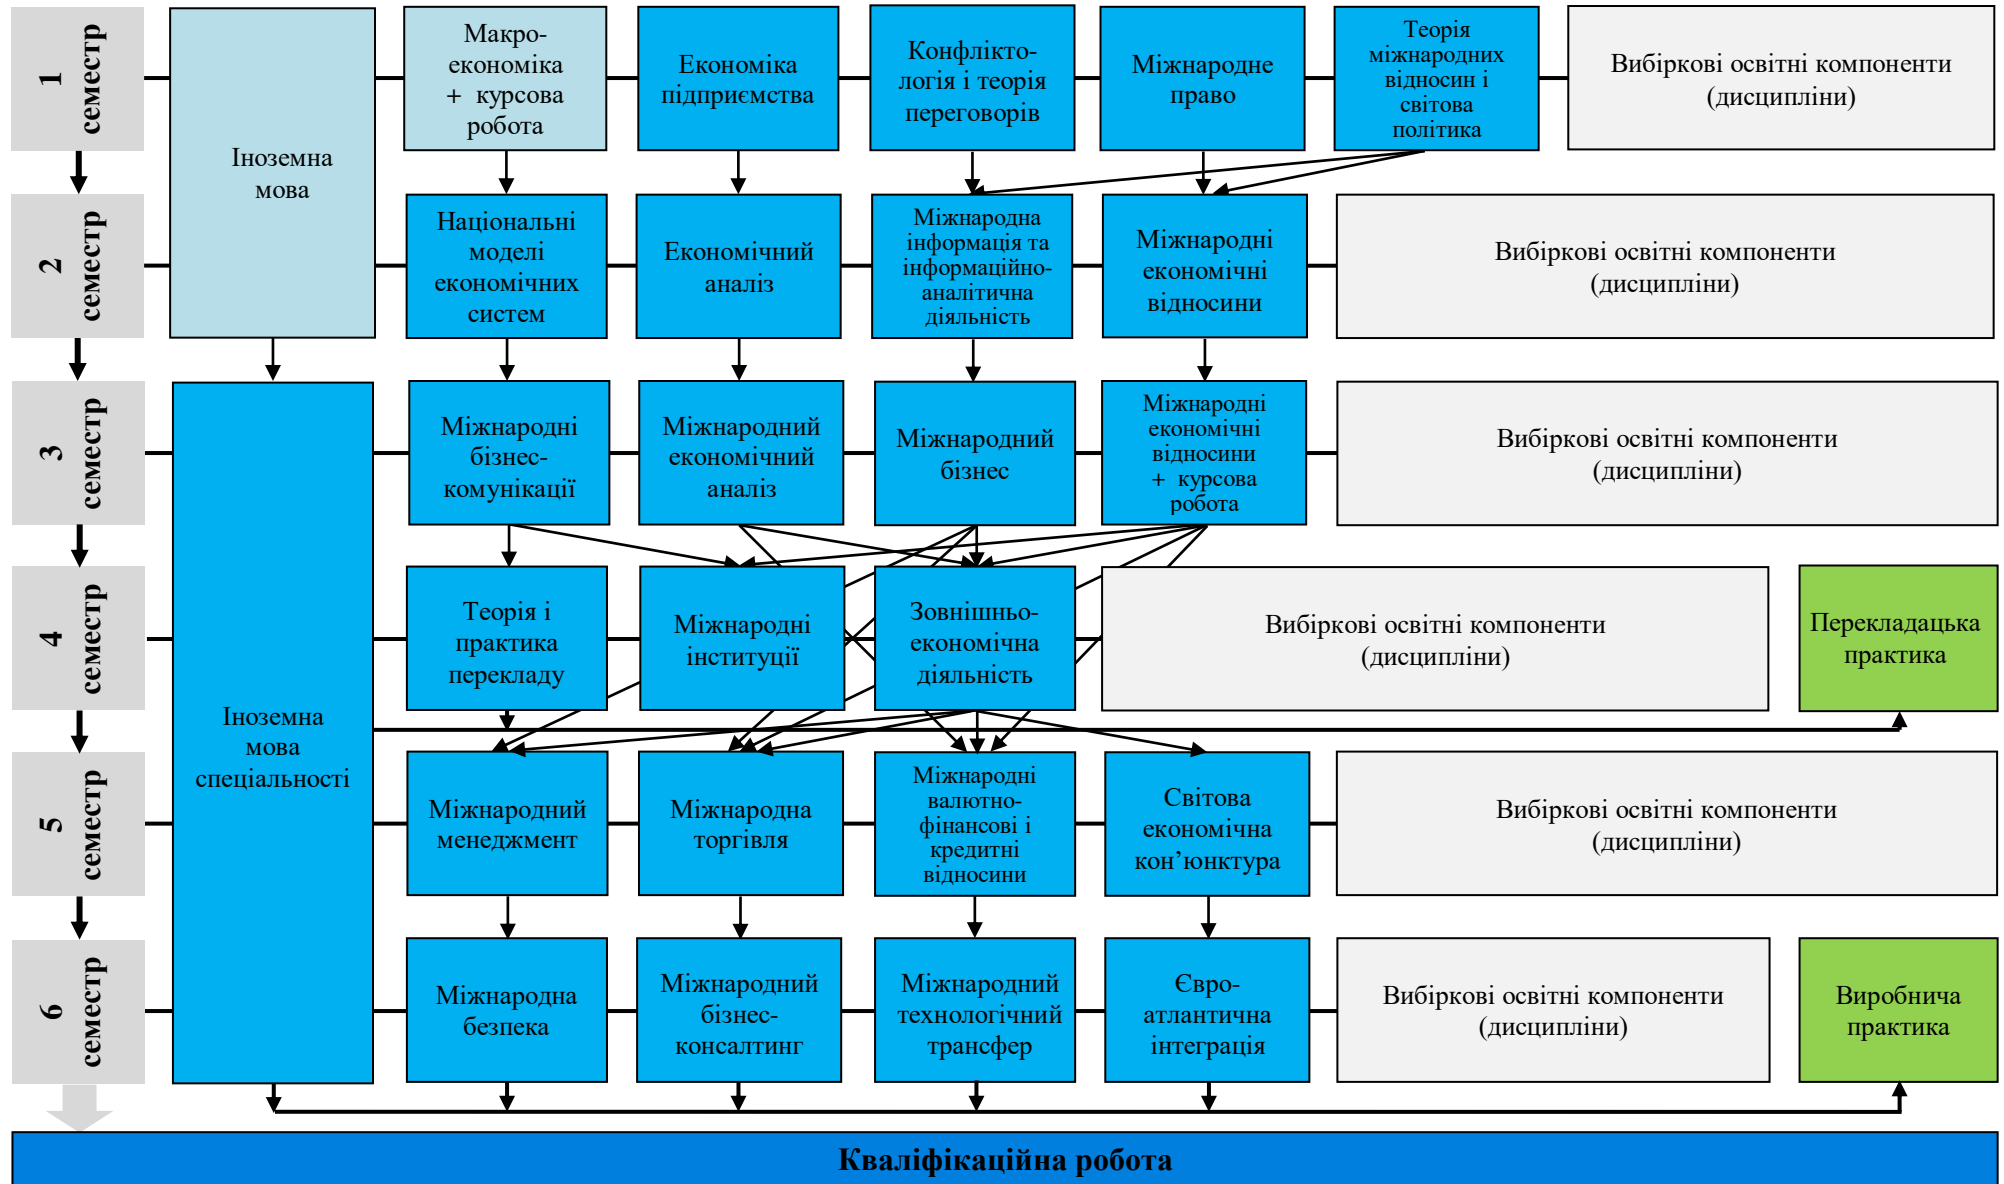 1
семестр
Іноземна
мова
Макро-
економіка
+ курсова
робота
Економіка
підприємства
Конфлікто-
логія і теорія
переговорів
Міжнародне
право
Теорія
міжнародних
відносин і
світова
політика
Вибіркові освітні компоненти
(дисципліни)
2
семестр
Національні
моделі
економічних
систем
Економічний
аналіз
Міжнародна
інформація та
інформаційно-
аналітична
діяльність
Міжнародні
економічні
відносини
Вибіркові освітні компоненти
(дисципліни)
3
семестр
Іноземна
мова
спеціальності
Міжнародні
бізнес-
комунікації
Міжнародний
економічний
аналіз
Міжнародний
бізнес
Міжнародні
економічні
відносини
+ курсова
робота
Вибіркові освітні компоненти
(дисципліни)
4
семестр
Теорія і
практика
перекладу
Міжнародні
інституції
Зовнішньо-
економічна
діяльність
Вибіркові освітні компоненти
(дисципліни)
Перекладацька
практика
5
семестр
Міжнародний
менеджмент
Міжнародна
торгівля
Міжнародні
валютно-
фінансові і
кредитні
відносини
Світова
економічна
кон’юнктура
Вибіркові освітні компоненти
(дисципліни)
6
семестр
Міжнародна
безпека
Міжнародний
бізнес-
консалтинг
Міжнародний
технологічний
трансфер
Євро-
атлантична
інтеграція
Вибіркові освітні компоненти
(дисципліни)
Виробнича
практика
Кваліфікаційна робота